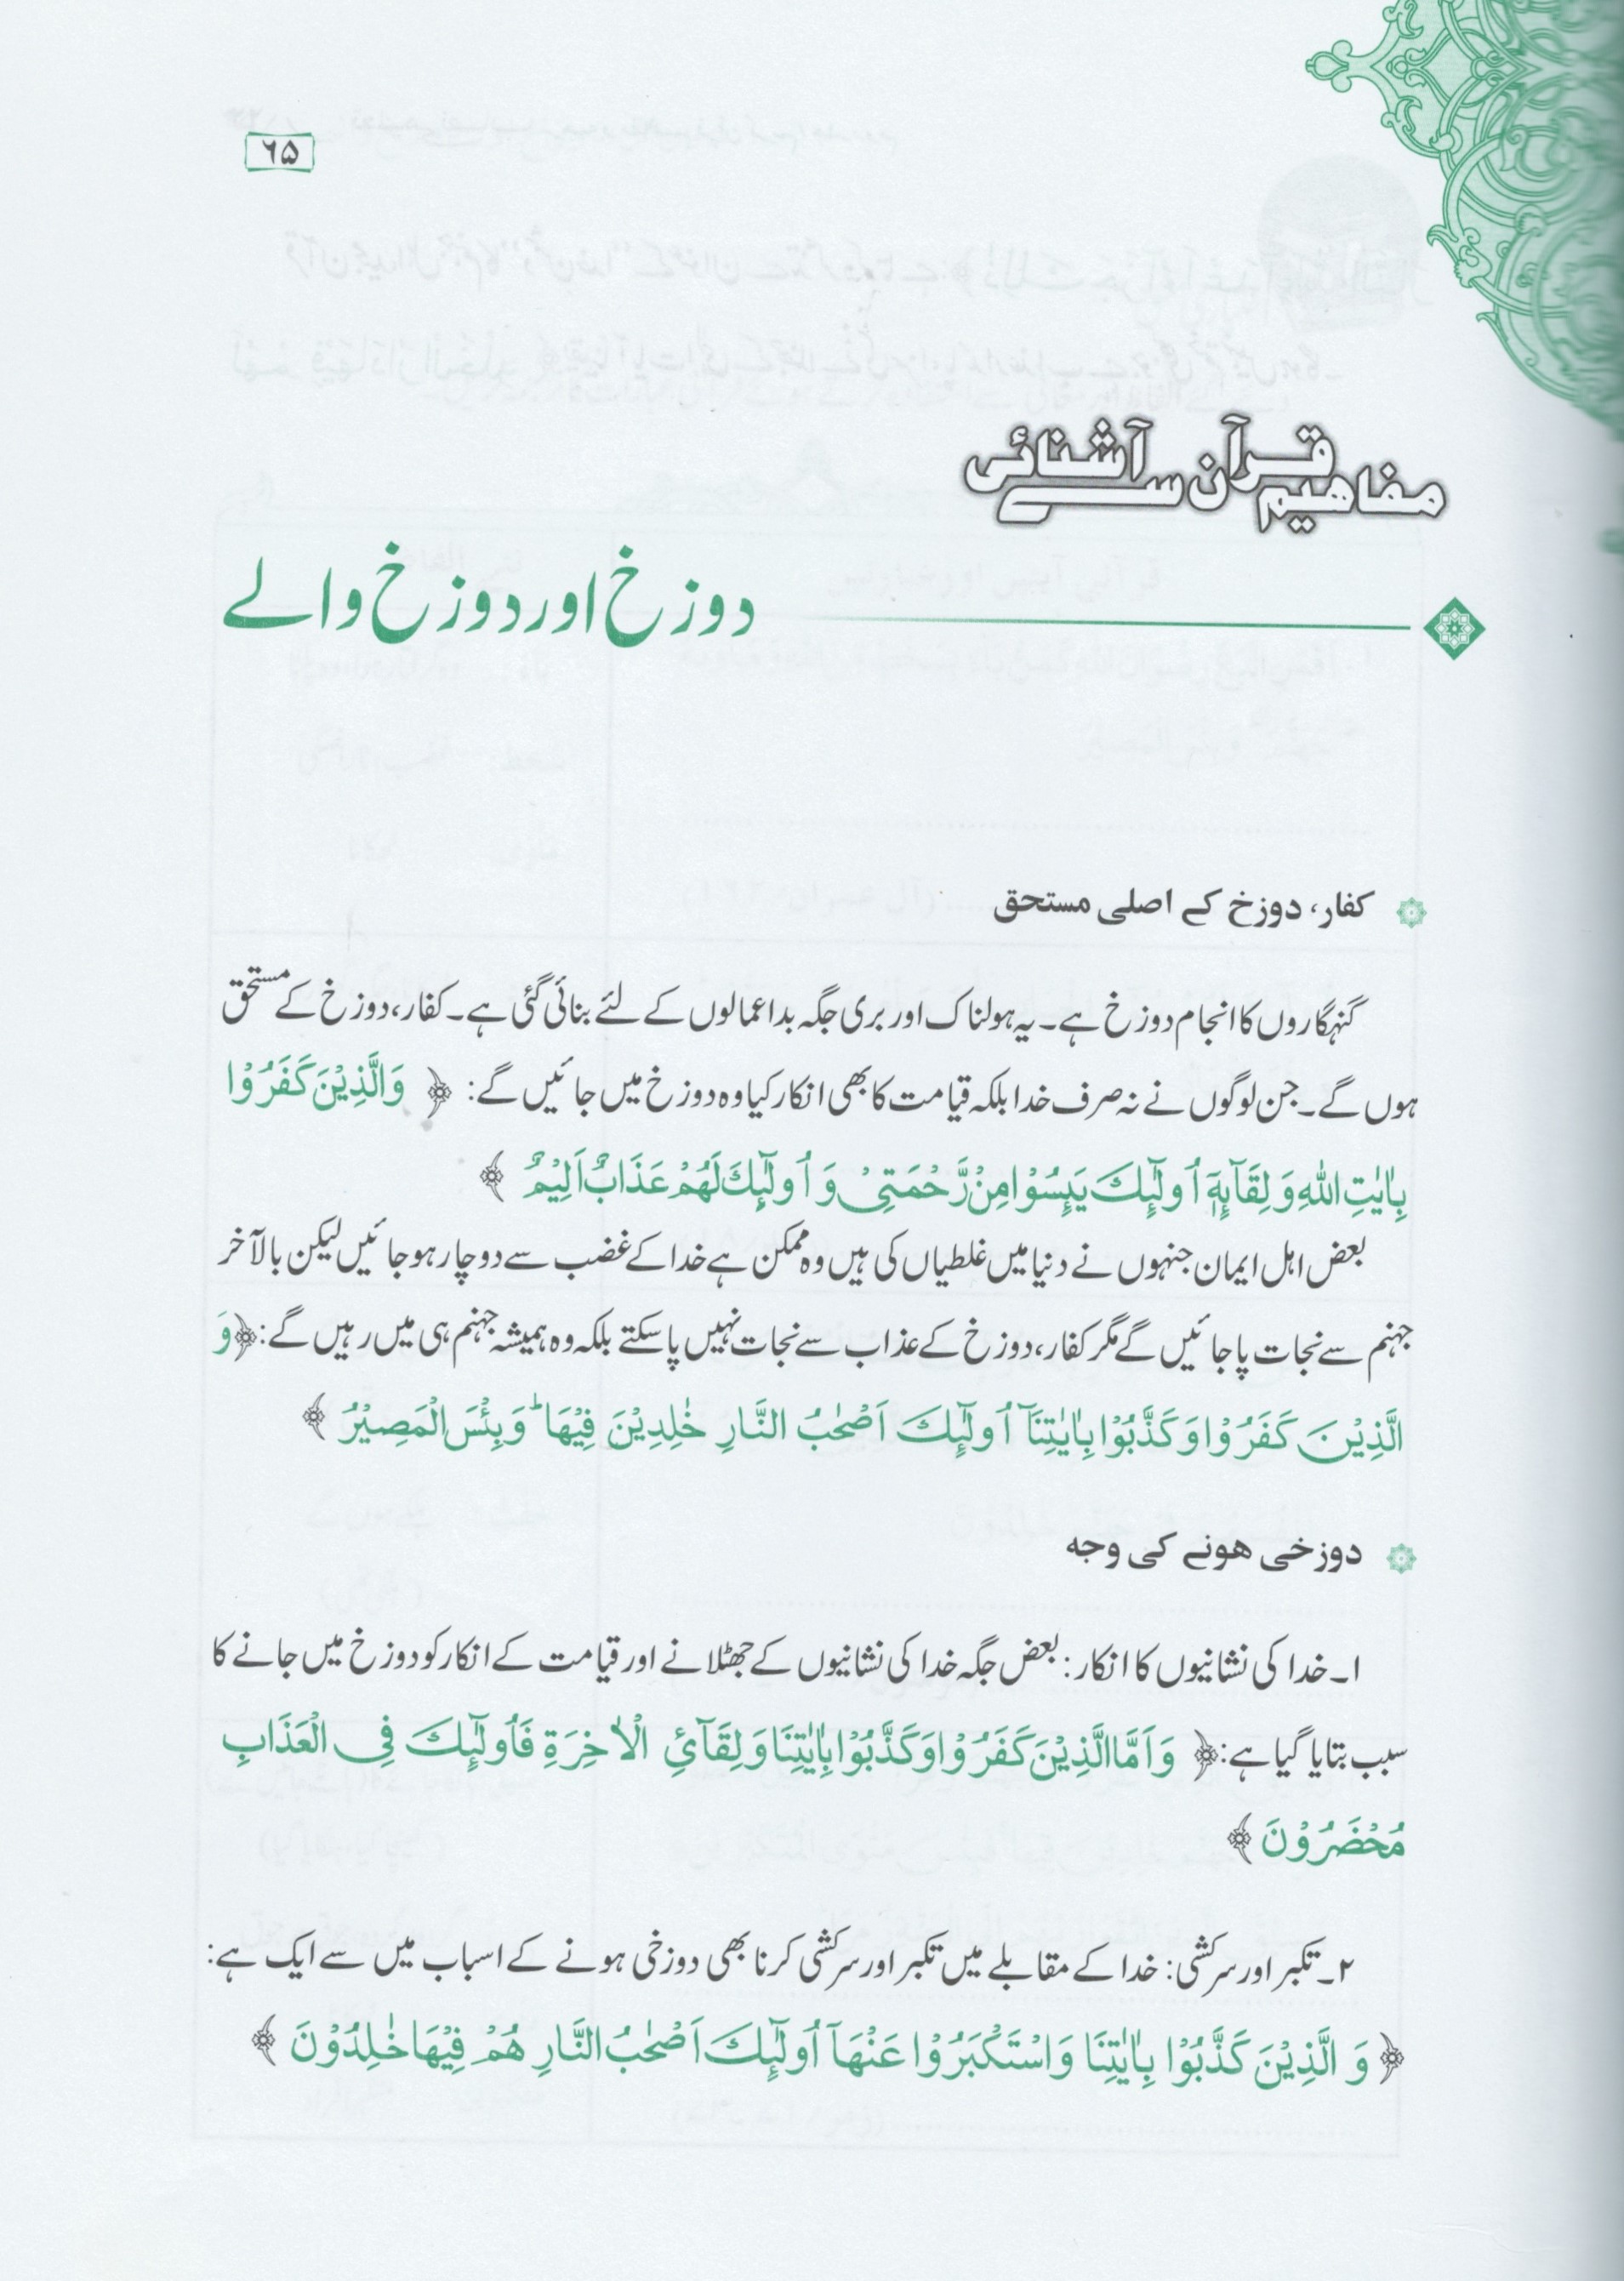 ۶۵
مفاہیم قرآن سے آشنائی
دوزخ اور دوزخ والے
کفار، دوزخ کے اصلی مستحق
گنہگاروں کا انجام دوزخ ہے۔ یہ ہولناک اور بری جگہ بداعمالوں کے لئے بنائی گئی ہے۔ کفار، دوزخ کے مستحق
ہوں گے۔ جن لوگوں نے نہ صرف خدا بلکہ قیامت کا بھی انکار کیا وہ دوزخ میں جائیں گے: ﴿ وَالَّذِیْنَ کَفَرُوْا
بِاٰیٰتِ اللّٰهِ وَ لِقَآئِهٖٓ اُولٰٓئِكَ یَئِسُوْا مِنْ رَّحْمَتِیْ وَ اُولٰٓئِكَ لَهُمْ عَذَابٌ اَلِیْمٌ ﴾
بعض اہل ایمان جنہوں نے دنیا میں غلطیاں کی ہیں وہ ممکن ہے خدا کے غضب سے دوچار ہو جائیں لیکن بالآخر
جہنم سے نجات پا جائیں گے مگر کفار، دوزخ کے عذاب سے نجات نہیں پا سکتے بلکہ وہ ہمیشہ جہنم ہی میں رہیں گے: ﴿وَ
الَّذِیْنَ كَفَرُوْا وَ كَذَّبُوْا بِاٰیٰتِنَاۤ اُولٰٓئِكَ اَصْحٰبُ النَّارِ خٰلِدِیْنَ فِیْهَاؕ وَ بِئْسَ الْمَصِیْرُ ﴾
دوزخی ہونے کی وجہ
۱۔ خدا کی نشانیوں کا انکار: بعض جگہ خدا کی نشانیوں کے جھٹلانے اور قیامت کے انکار کو دوزخ میں جانے کا
سبب بتایا گیا ہے: ﴿ وَ اَمَّا الَّذِیْنَ كَفَرُوْا وَ كَذَّبُوْا بِاٰیٰتِنَا وَ لِقَآئِ الْاٰخِرَةِ فَاُولٰٓئِكَ فِی الْعَذَابِ
مُحْضَرُوْنَ ﴾
۲۔ تکبر اور سرکشی: خدا کے مقابلے میں تکبر اور سرکشی کرنا بھی دوزخی ہونے کے اسباب میں سے ایک ہے:
﴿ وَ الَّذِیْنَ كَذَّبُوْا بِاٰیٰتِنَا وَ اسْتَكْبَرُوْا عَنْهَاۤ اُولٰٓئِكَ اَصْحٰبُ النَّارِ هُمْ فِیْهَا خٰلِدُوْنَ ﴾